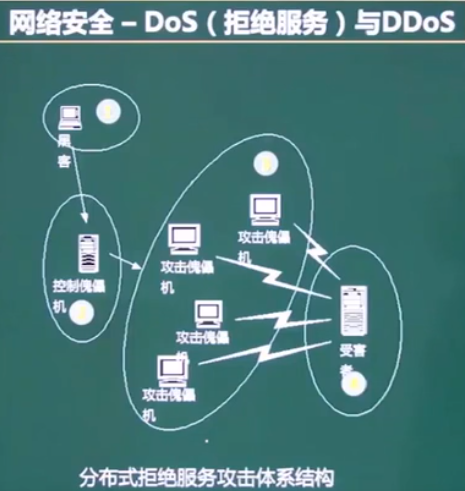 网络安全 – DoS（拒绝服务）与DDoS
黑
客
攻击傀儡
机
控制傀儡
机
攻击傀儡
机
攻击傀儡
机
受害
者
攻击傀儡
机
分布式拒绝服务攻击体系结构